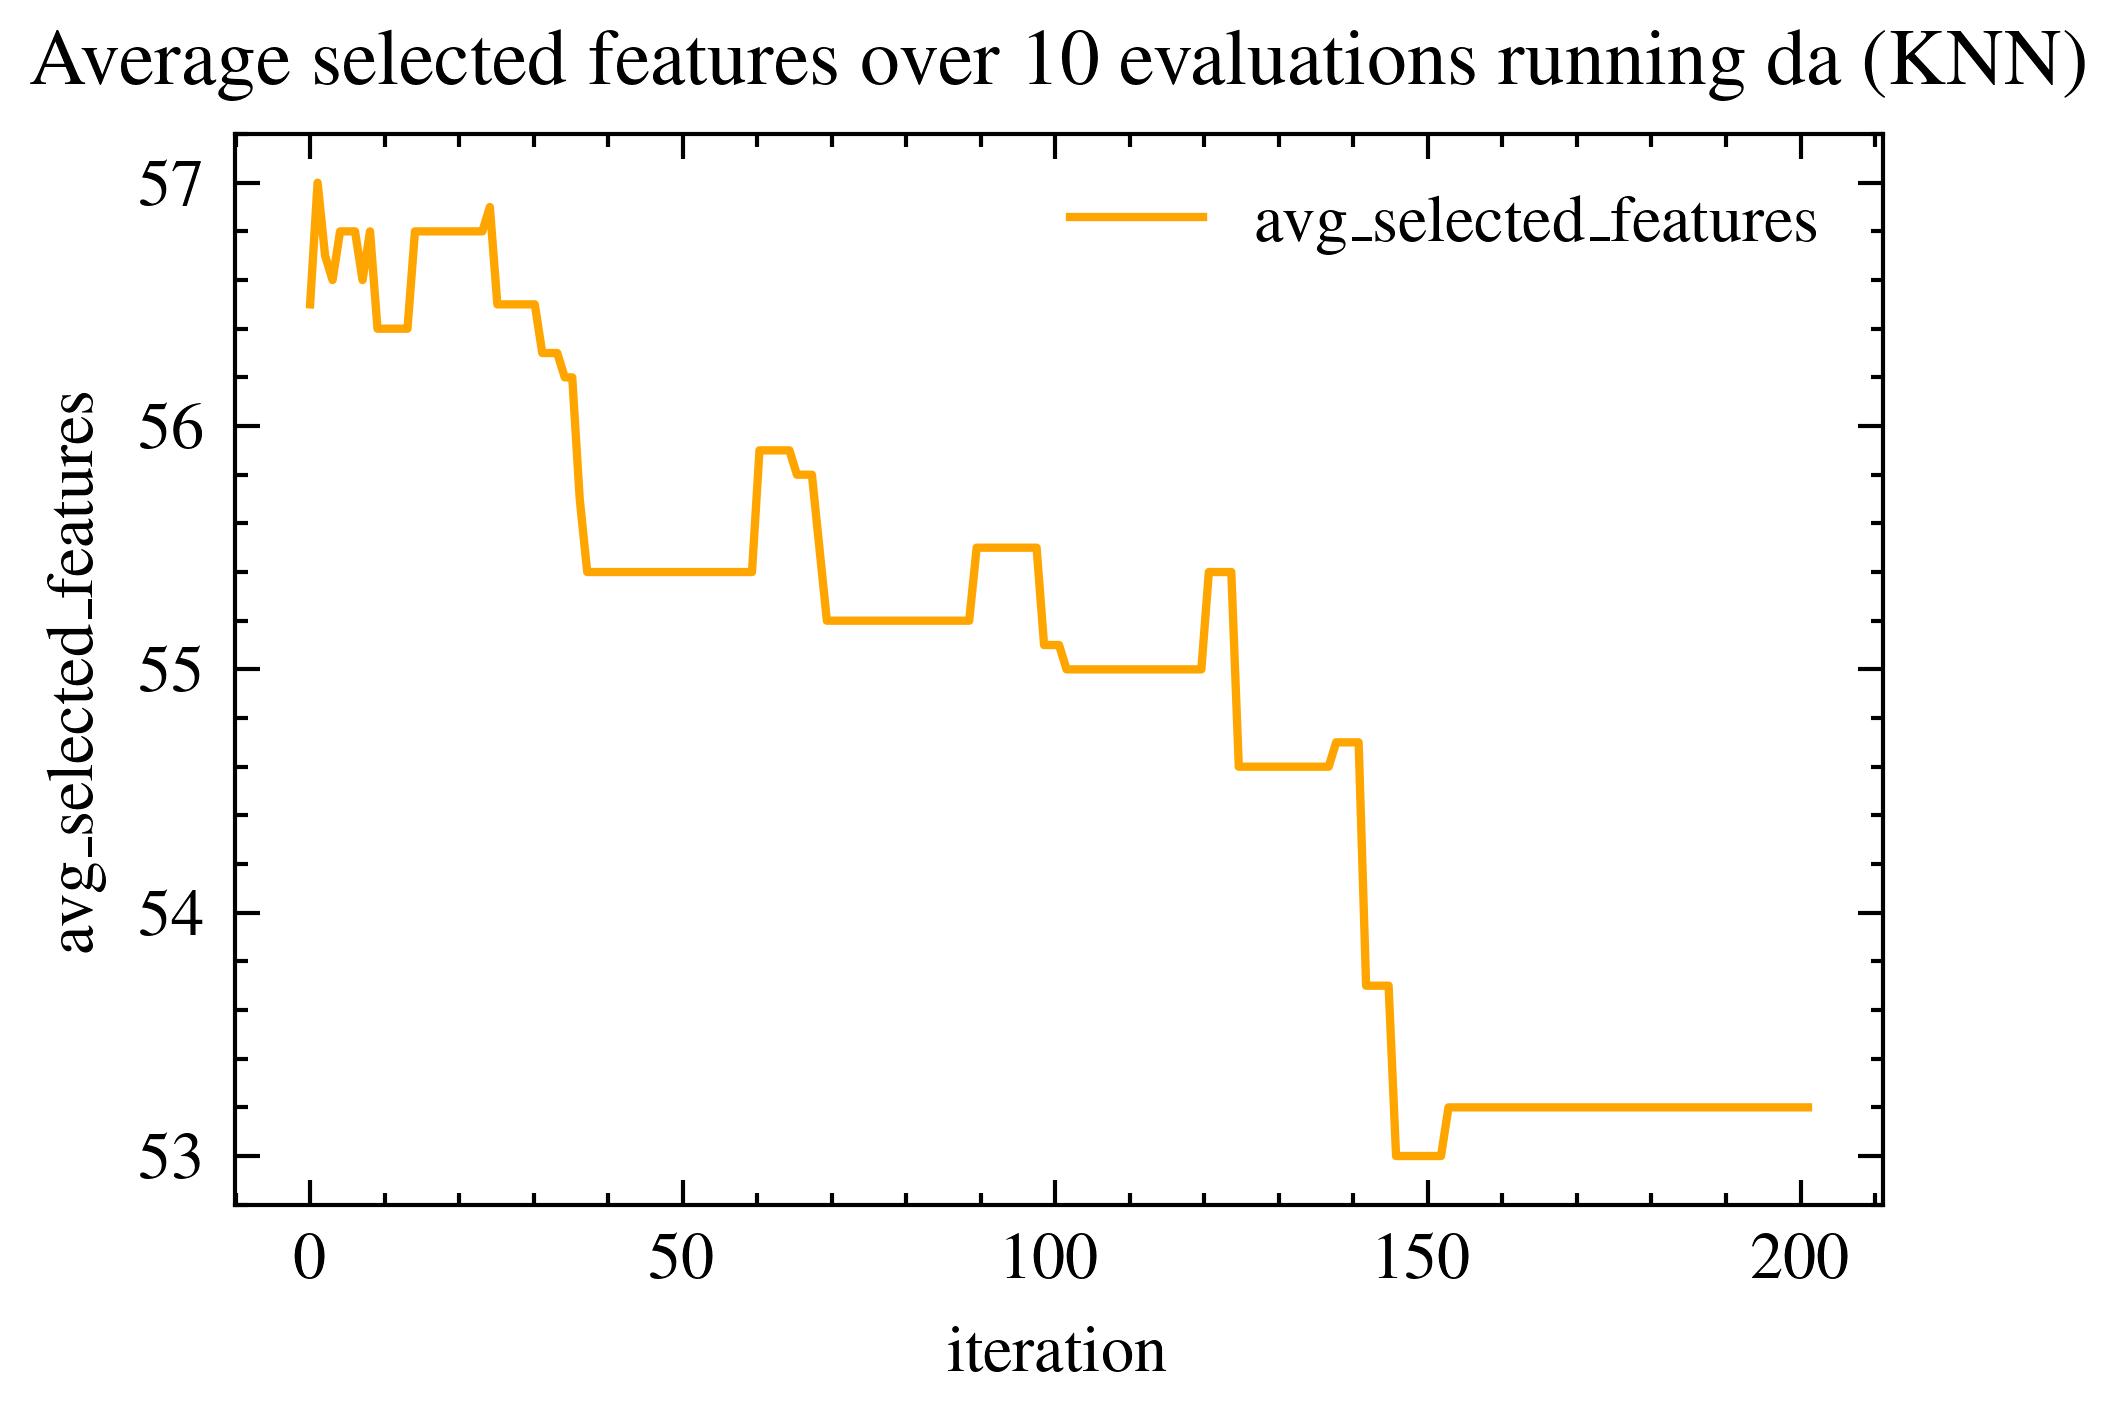 Average selected features over 10 evaluations running da (KNN)
avg_selected_features
57
56
55
54
53
avg_selected_features
0 50 100 150 200
iteration